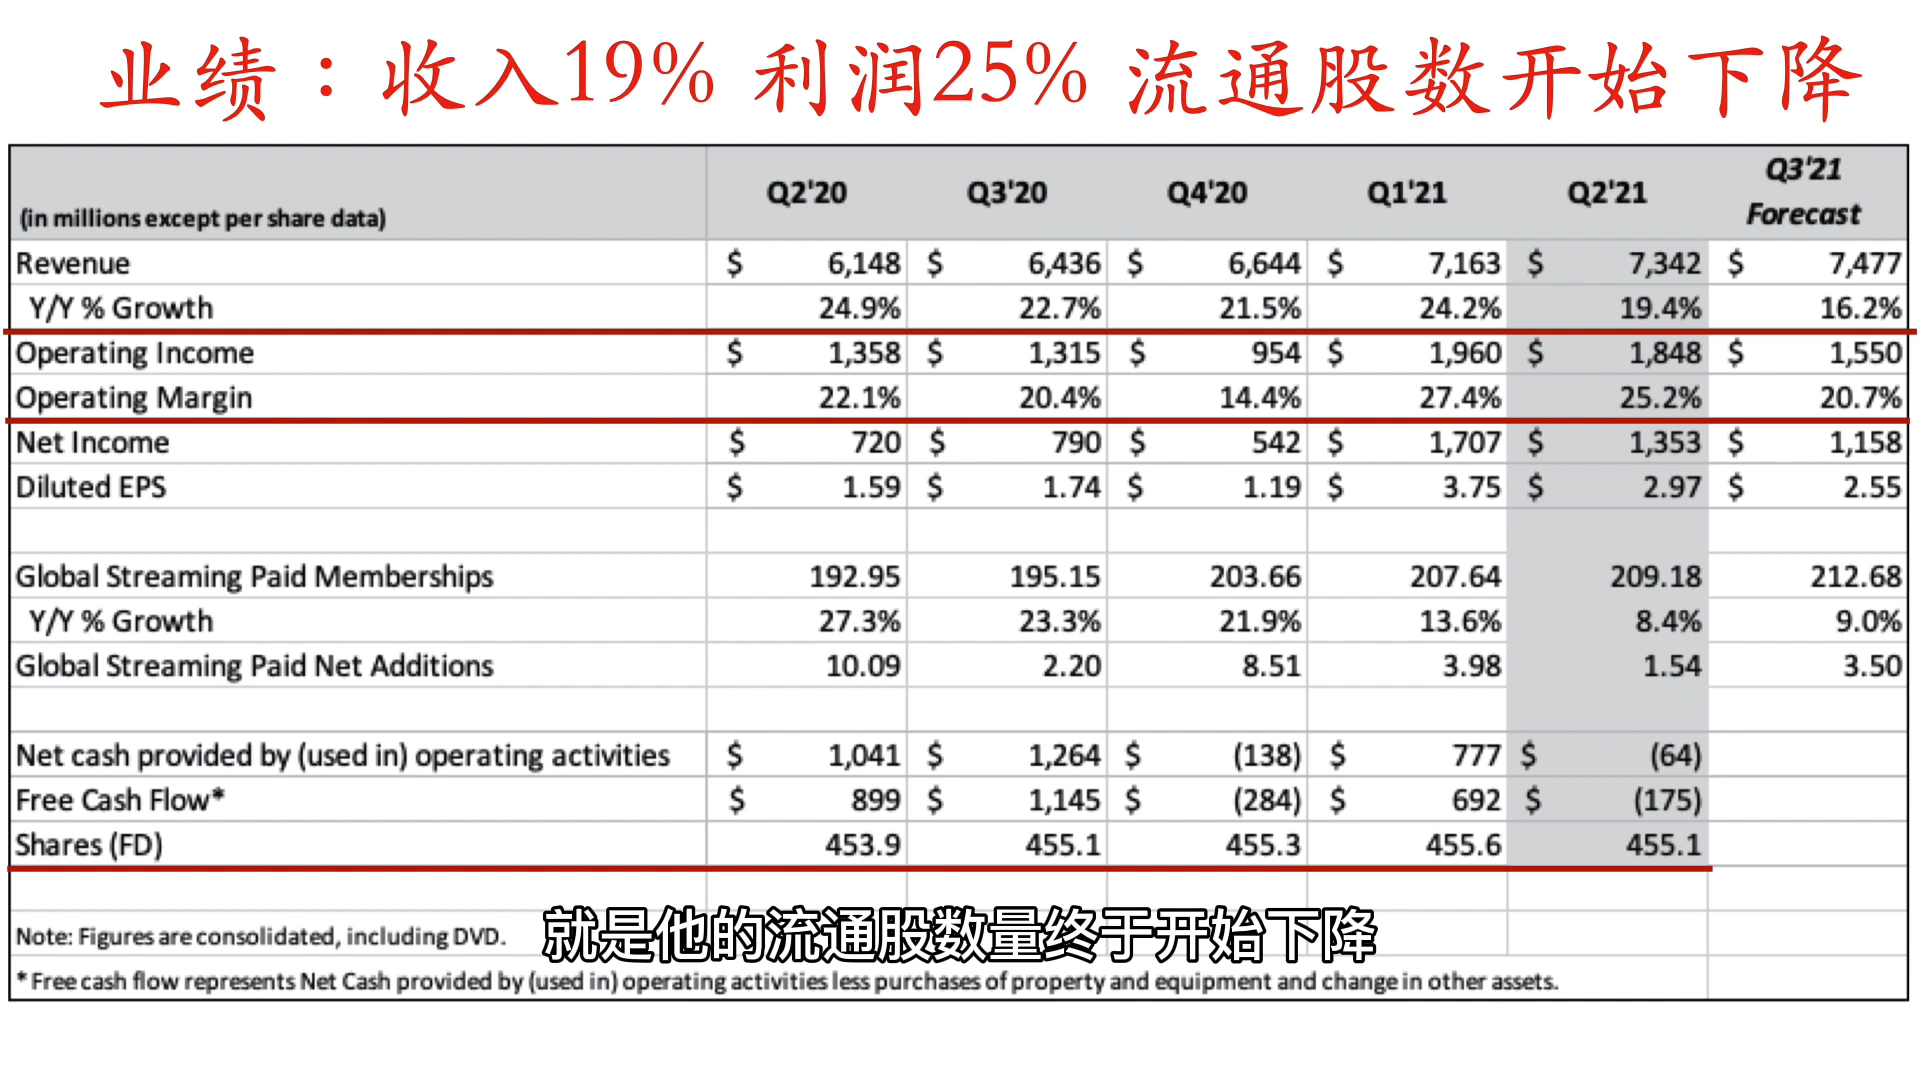 业绩：收入19% 利润25% 流通股数开始下降
(in millions except per share data) Q2'20 Q3'20 Q4'20 Q1'21 Q2'21 Q3'21 Forecast
Revenue $ 6,148 $ 6,436 $ 6,644 $ 7,163 $ 7,342 $ 7,477
Y/Y % Growth 24.9% 22.7% 21.5% 24.2% 19.4% 16.2%
Operating Income $ 1,358 $ 1,315 $ 954 $ 1,960 $ 1,848 $ 1,550
Operating Margin 22.1% 20.4% 14.4% 27.4% 25.2% 20.7%
Net Income $ 720 $ 790 $ 542 $ 1,707 $ 1,353 $ 1,158
Diluted EPS $ 1.59 $ 1.74 $ 1.19 $ 3.75 $ 2.97 $ 2.55
Global Streaming Paid Memberships 192.95 195.15 203.66 207.64 209.18 212.68
Y/Y % Growth 27.3% 23.3% 21.9% 13.6% 8.4% 9.0%
Global Streaming Paid Net Additions 10.09 2.20 8.51 3.98 1.54 3.50
Net cash provided by (used in) operating activities $ 1,041 $ 1,264 $ (138) $ 777 $ (64)
Free Cash Flow* $ 899 $ 1,145 $ (284) $ 692 $ (175)
Shares (FD) 453.9 455.1 455.3 455.6 455.1
Note: Figures are consolidated, including DVD.
就是他的流通股数量终于开始下降
* Free cash flow represents Net Cash provided by (used in) operating activities less purchases of property and equipment and change in other assets.